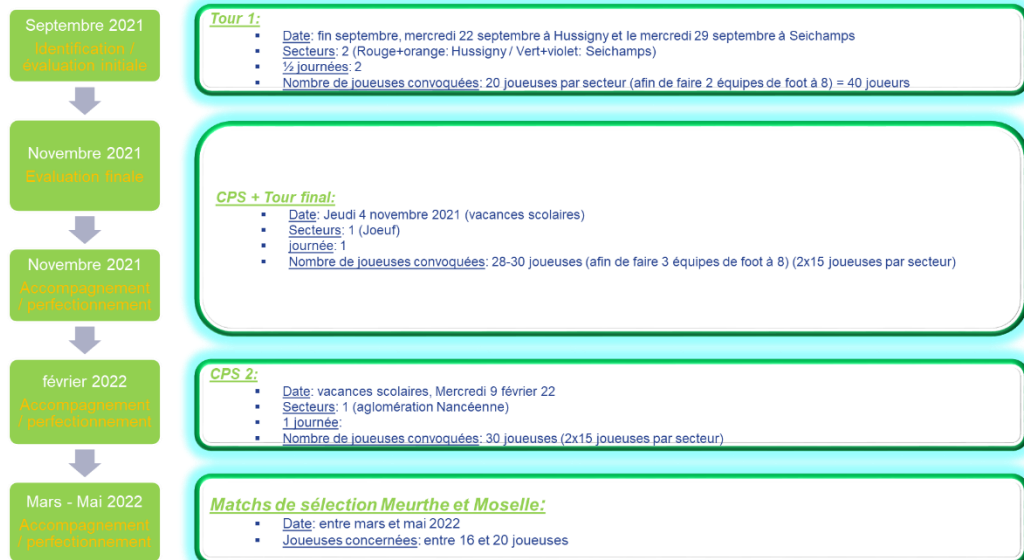 Septembre 2021
Identification /
évaluation Initiale
Tour 1:
▪ Date: fin septembre, mercredi 22 septembre à Hussigny et le mercredi 29 septembre à Seichamps
▪ Secteurs: 2 (Rouge+orange: Hussigny / Vert+violet: Seichamps)
▪ ½ journées: 2
▪ Nombre de joueuses convoquées: 20 joueuses par secteur (afin de faire 2 équipes de foot à 8) = 40 joueurs
Novembre 2021
Evaluation finale
Novembre 2021
Accompagnement
/ perfectionnement
CPS + Tour final:
▪ Date: Jeudi 4 novembre 2021 (vacances scolaires)
▪ Secteurs: 1 (Joeuf)
▪ journée: 1
▪ Nombre de joueuses convoquées: 28-30 joueuses (afin de faire 3 équipes de foot à 8) (2x15 joueuses par secteur)
février 2022
Accompagnement
/ perfectionnement
CPS 2:
▪ Date: vacances scolaires, Mercredi 9 février 22
▪ Secteurs: 1 (aglomération Nancéenne)
▪ 1 journée:
▪ Nombre de joueuses convoquées: 30 joueuses (2x15 joueuses par secteur)
Mars - Mai 2022
Accompagnement
/ perfectionnement
Matchs de sélection Meurthe et Moselle:
▪ Date: entre mars et mai 2022
▪ Joueuses concernées: entre 16 et 20 joueuses